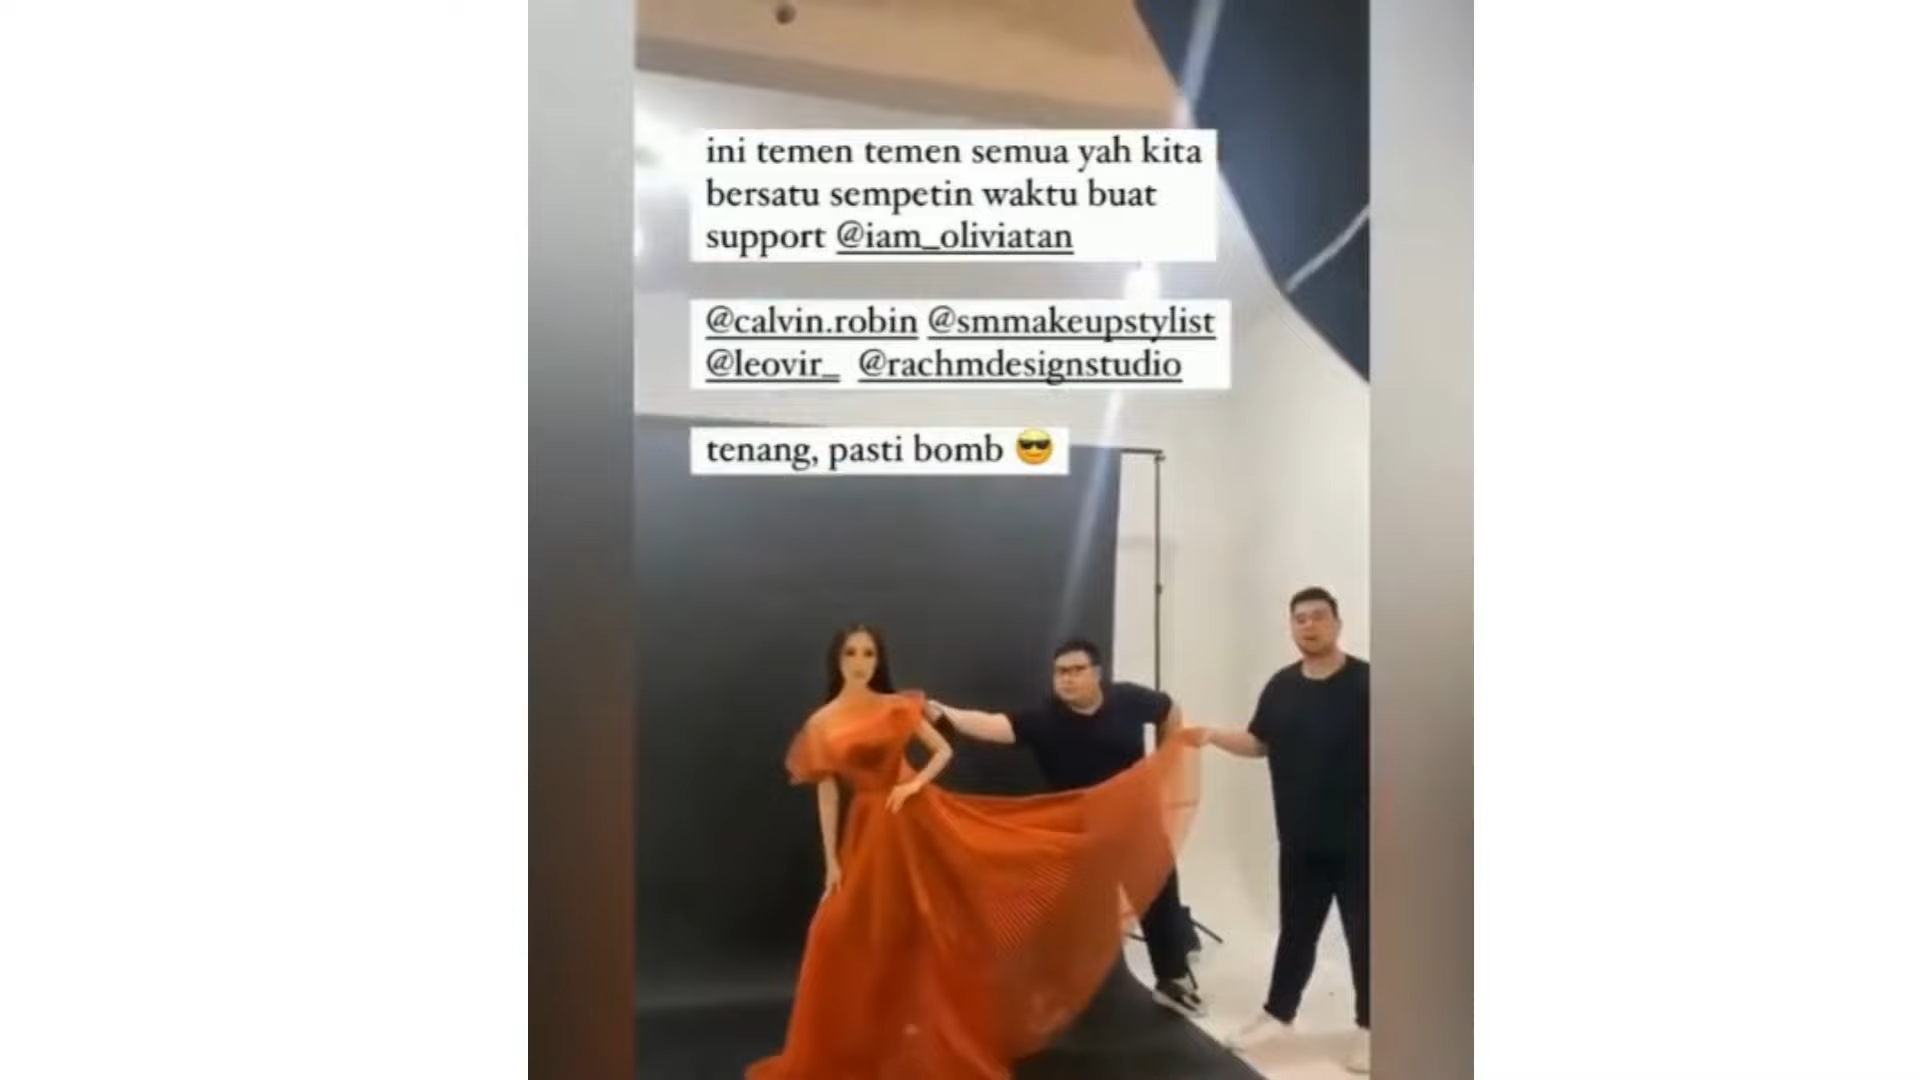 ini temen temen semua yah kita
bersatu sempetin waktu buat
support @iam_oliviatan
@calvin.robin @smmakeupstylist
@leovir_ @rachmdesignstudio
tenang, pasti bomb 😎